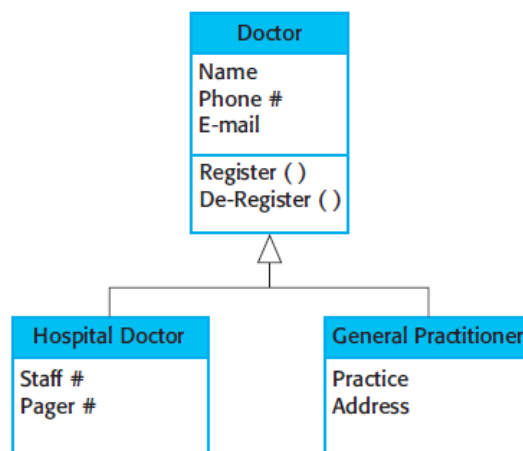 Doctor
Name
Phone #
E-mail
Register ( )
De-Register ( )
Hospital Doctor
Staff #
Pager #
General Practitioner
Practice
Address